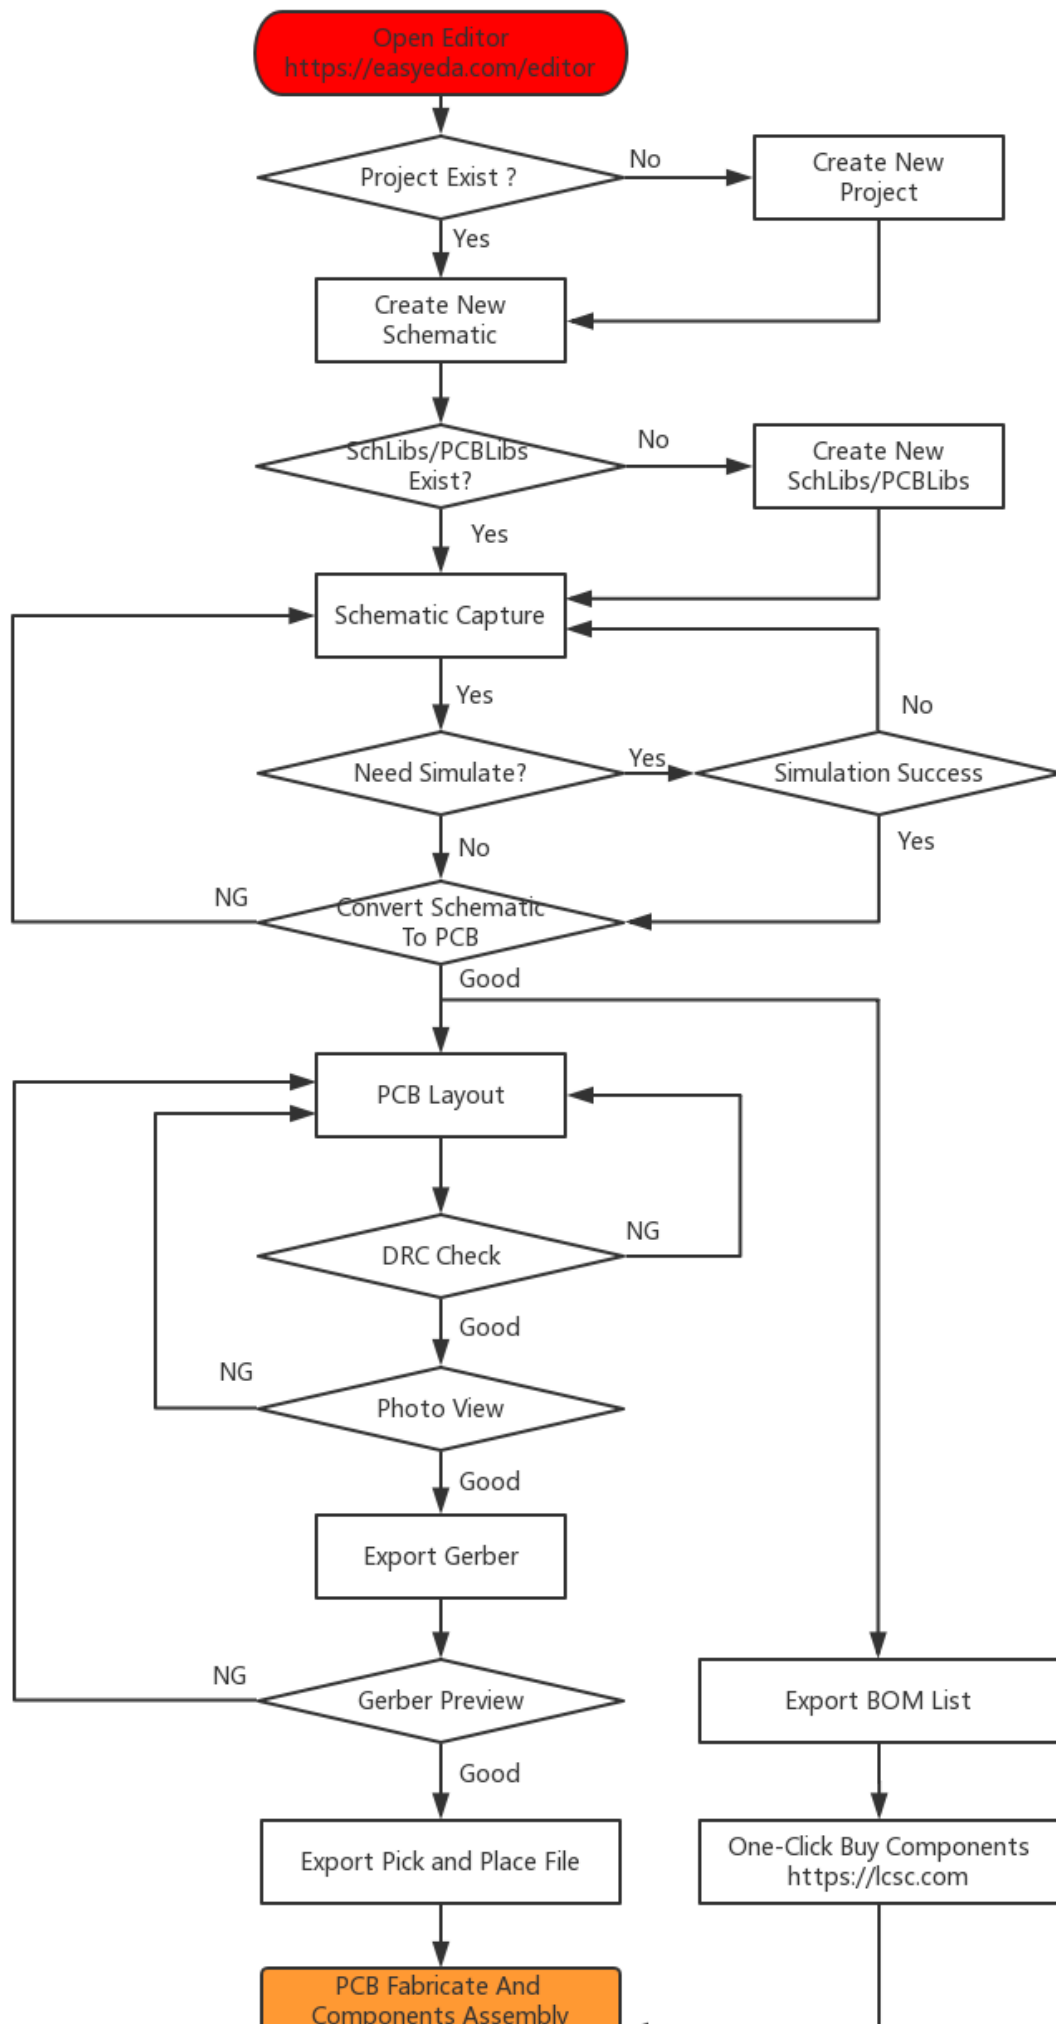 Open Editor
https://easyeda.com/editor
Project Exist ?
No
Create New
Project
Yes
Create New
Schematic
SchLibs/PCBLibs
Exist?
No
Create New
SchLibs/PCBLibs
Yes
Schematic Capture
Yes
No
Need Simulate?
Yes
Simulation Success
No
Yes
NG
Convert Schematic
To PCB
Good
PCB Layout
DRC Check
NG
Good
NG
Photo View
Good
Export Gerber
NG
Gerber Preview
Export BOM List
Good
Export Pick and Place File
One-Click Buy Components
https://lcsc.com
PCB Fabricate And
Components Assembly